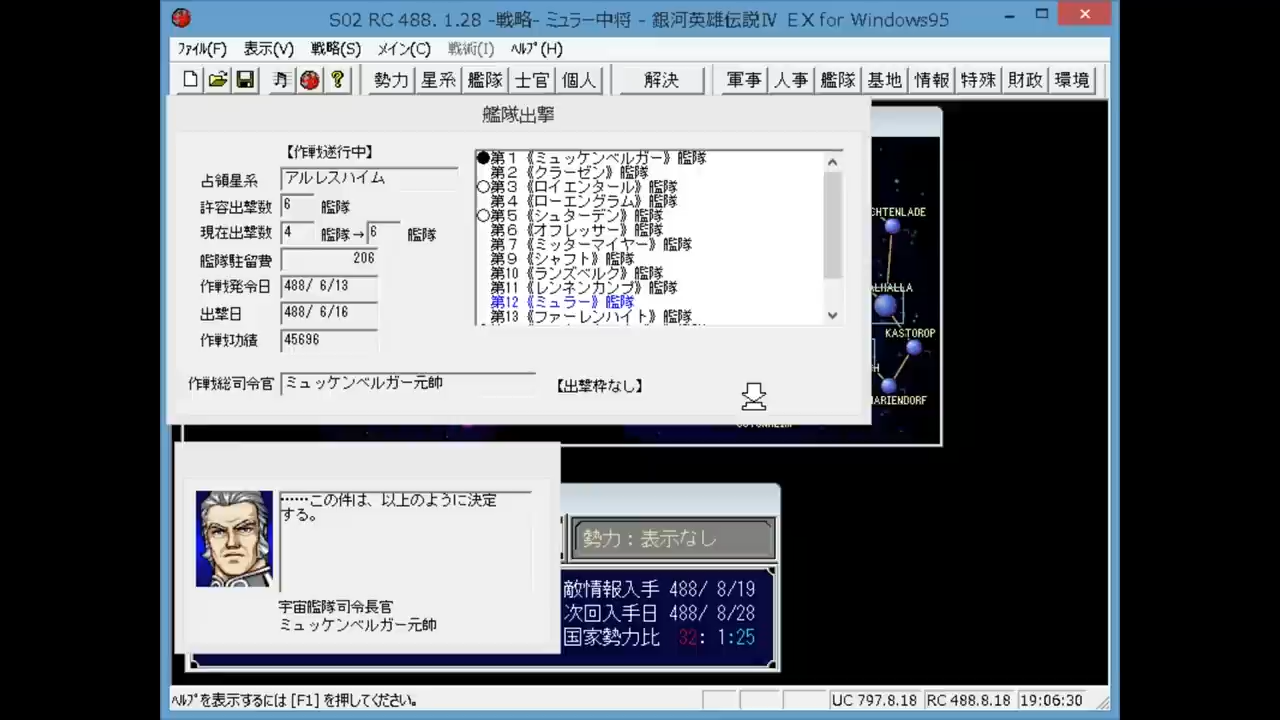 S02 RC 488. 1.28 -戦略- ミュラー中将 - 銀河英雄伝説Ⅳ EX for Windows95
ﾌｧｲﾙ(F) 表示(V) 戦略(S) メイン(C) 戦術(I) ﾍﾙﾌﾟ(H)
勢力 星系 艦隊 士官 個人 解決 軍事 人事 艦隊 基地 情報 特殊 財政 環境
艦隊出撃
【作戦遂行中】
占領星系 アルレスハイム
許容出撃数 6 艦隊
現在出撃数 4 艦隊→6 艦隊
艦隊駐留費 206
作戦発令日 488/ 6/13
出撃日 488/ 6/16
作戦功績 45696
作戦総司令官 ミュッケンベルガー元帥 【出撃枠なし】
●第１《ミュッケンベルガー》艦隊
第２《クラーゼン》艦隊
○第３《ロイエンタール》艦隊
第４《ローエングラム》艦隊
○第５《シュターデン》艦隊
第６《オフレッサー》艦隊
第７《ミッターマイヤー》艦隊
第９《シャフト》艦隊
第10《ランズベルク》艦隊
第11《レンネンカンプ》艦隊
第12《ミュラー》艦隊
第13《ファーレンハイト》艦隊
CHTENLADE
ALHALLA
KASTOROP
MARIENDORF
……この件は、以上のように決定
する。
宇宙艦隊司令長官
ミュッケンベルガー元帥
勢力：表示なし
敵情報入手 488/ 8/19
次回入手日 488/ 8/28
国家勢力比 32: 1:25
ﾍﾙﾌﾟを表示するには [F1] を押してください。
UC 797.8.18 RC 488.8.18 19:06:30